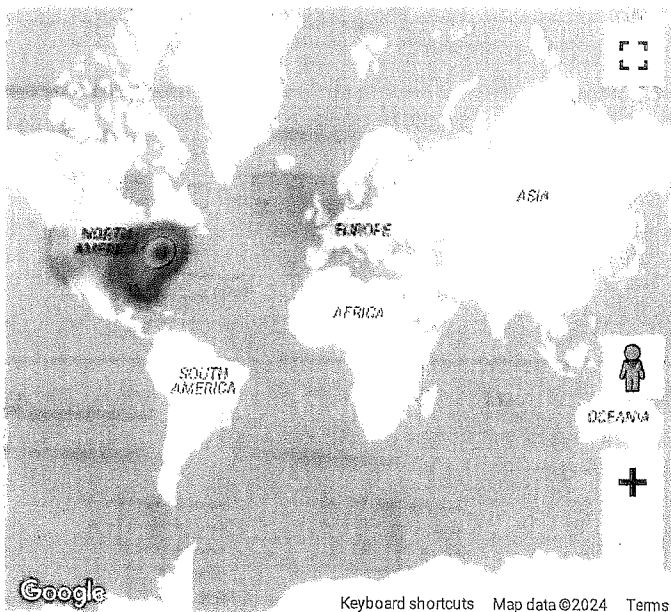 ASIA
NORTH
AMERICA
EUROPE
AFRICA
SOUTH
AMERICA
OCEANIA
Google
Keyboard shortcuts Map data ©2024 Terms